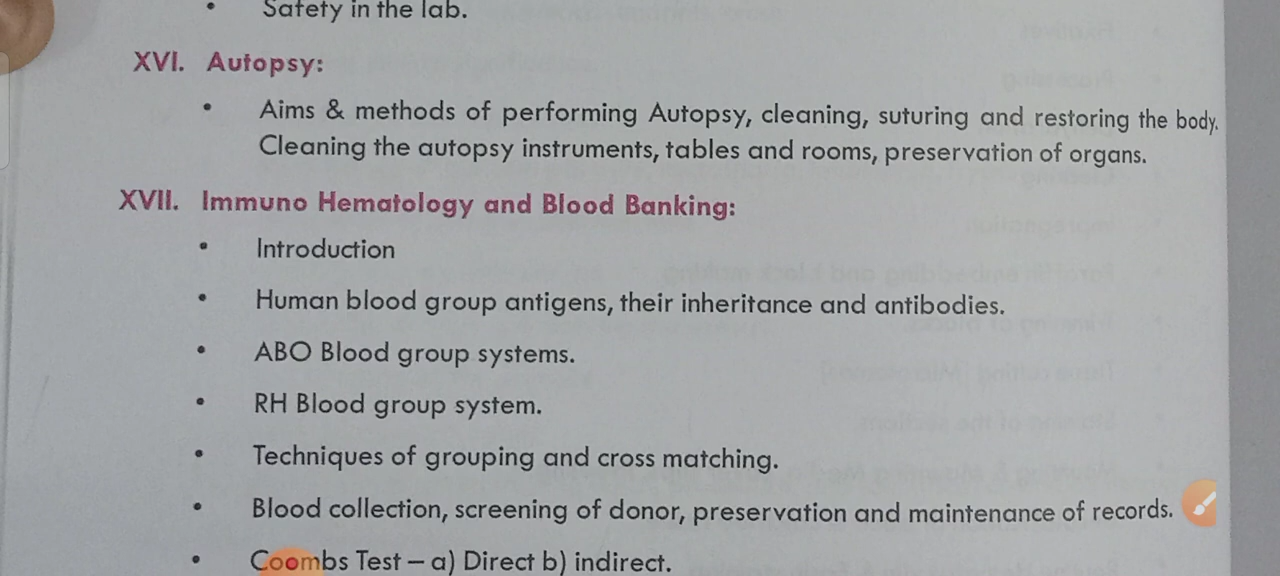 • Safety in the lab.
XVI. Autopsy:
• Aims & methods of performing Autopsy, cleaning, suturing and restoring the body.
Cleaning the autopsy instruments, tables and rooms, preservation of organs.
XVII. Immuno Hematology and Blood Banking:
• Introduction
• Human blood group antigens, their inheritance and antibodies.
• ABO Blood group systems.
• RH Blood group system.
• Techniques of grouping and cross matching.
• Blood collection, screening of donor, preservation and maintenance of records.
• Coombs Test – a) Direct b) indirect.